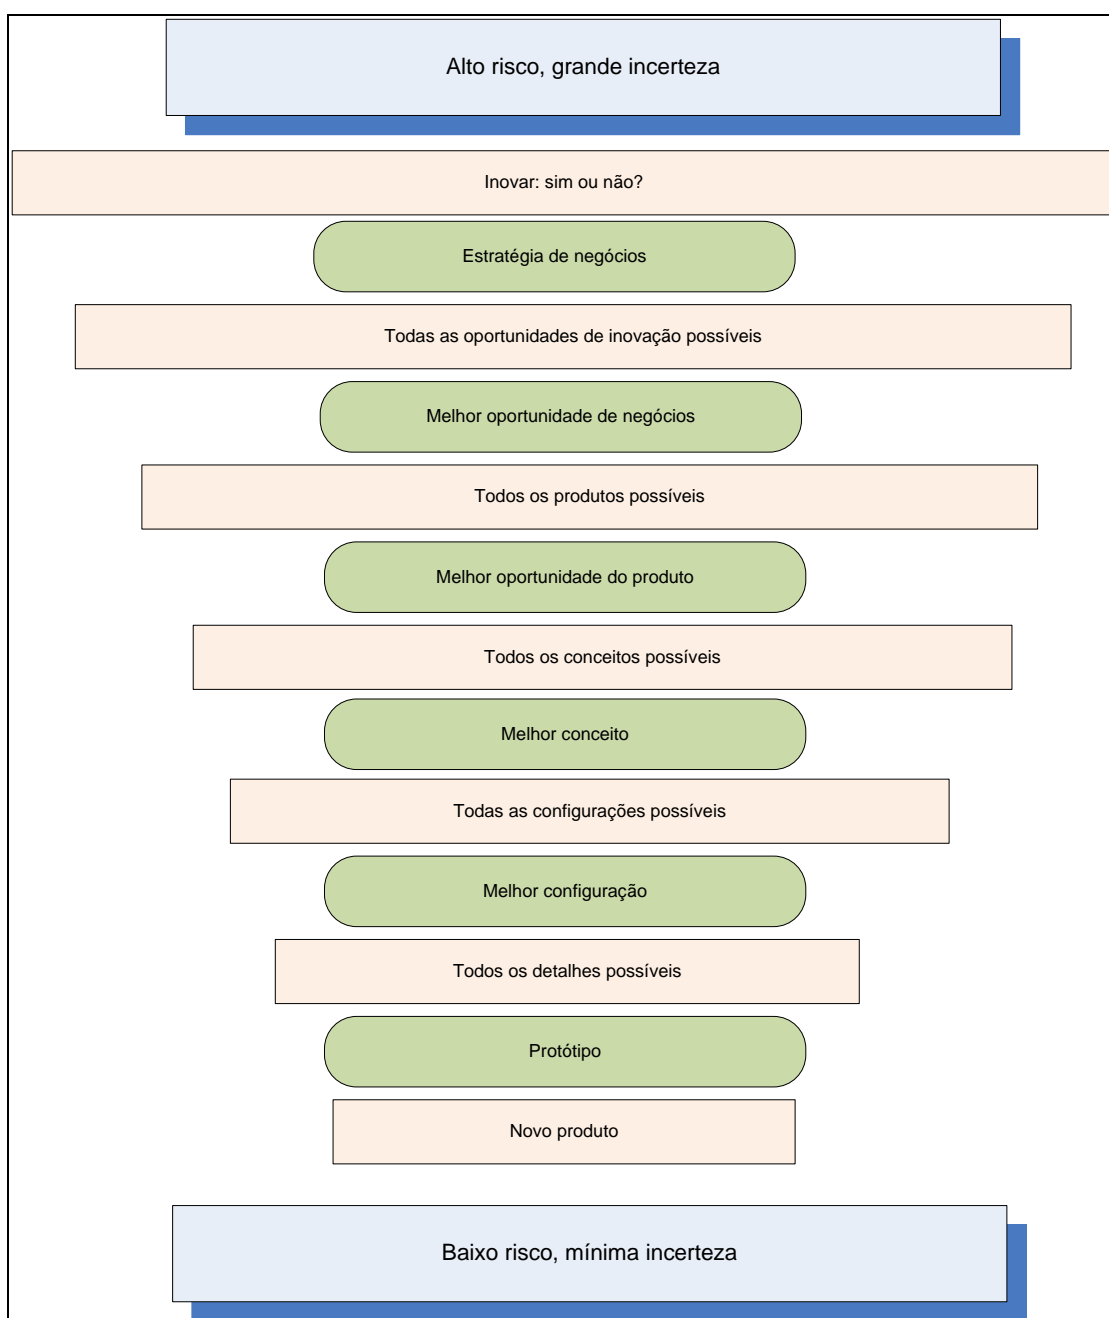 Alto risco, grande incerteza
Inovar: sim ou não?
Estratégia de negócios
Todas as oportunidades de inovação possíveis
Melhor oportunidade de negócios
Todos os produtos possíveis
Melhor oportunidade do produto
Todos os conceitos possíveis
Melhor conceito
Todas as configurações possíveis
Melhor configuração
Todos os detalhes possíveis
Protótipo
Novo produto
Baixo risco, mínima incerteza